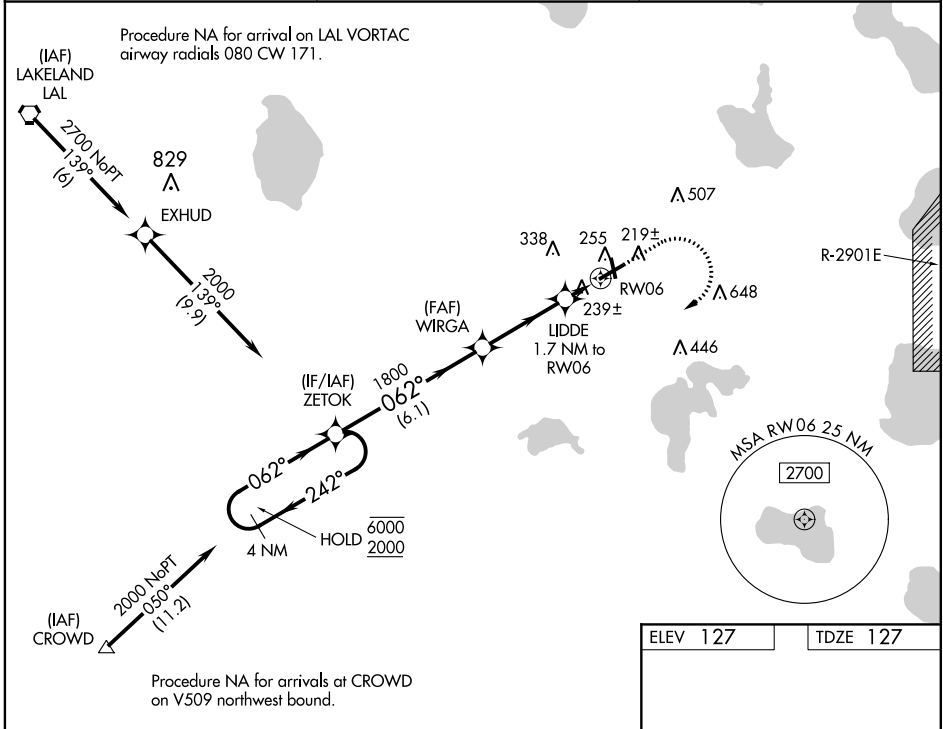 Procedure NA for arrival on LAL VORTAC
airway radials 080 CW 171.
(IAF)
LAKELAND
LAL
2700 NoPT
139°
(6)
829
EXHUD
2000
139°
(9.9)
507
338
255
219±
R-2901E
RW06
648
239±
(FAF)
WIRGA
LIDDE
1.7 NM to
RW06
446
(IF/IAF)
ZETOK
1800
062°
(6.1)
MSA RW06 25 NM
2700
062°
242°
HOLD
6000
2000
4 NM
2000 NoPT
050°
(11.2)
(IAF)
CROWD
ELEV 127
TDZE 127
Procedure NA for arrivals at CROWD
on V509 northwest bound.